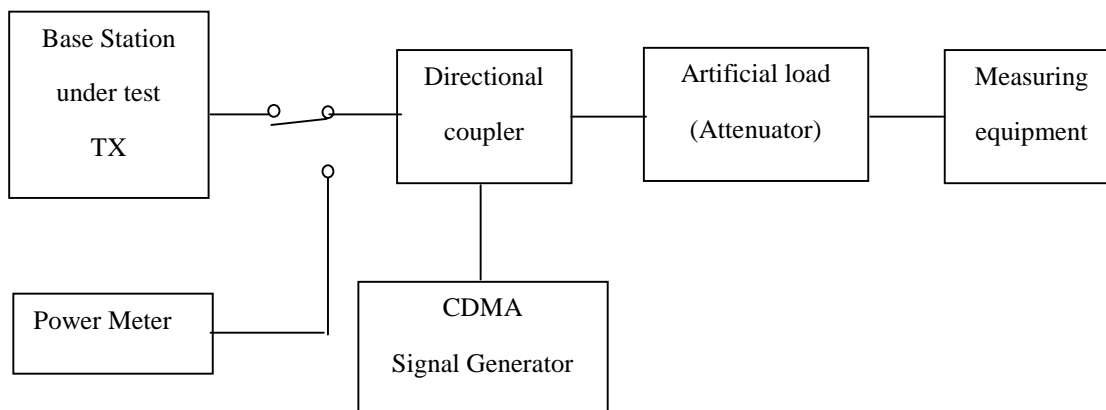 Base Station
under test
TX
Directional
coupler
Artificial load
(Attenuator)
Measuring
equipment
Power Meter
CDMA
Signal Generator